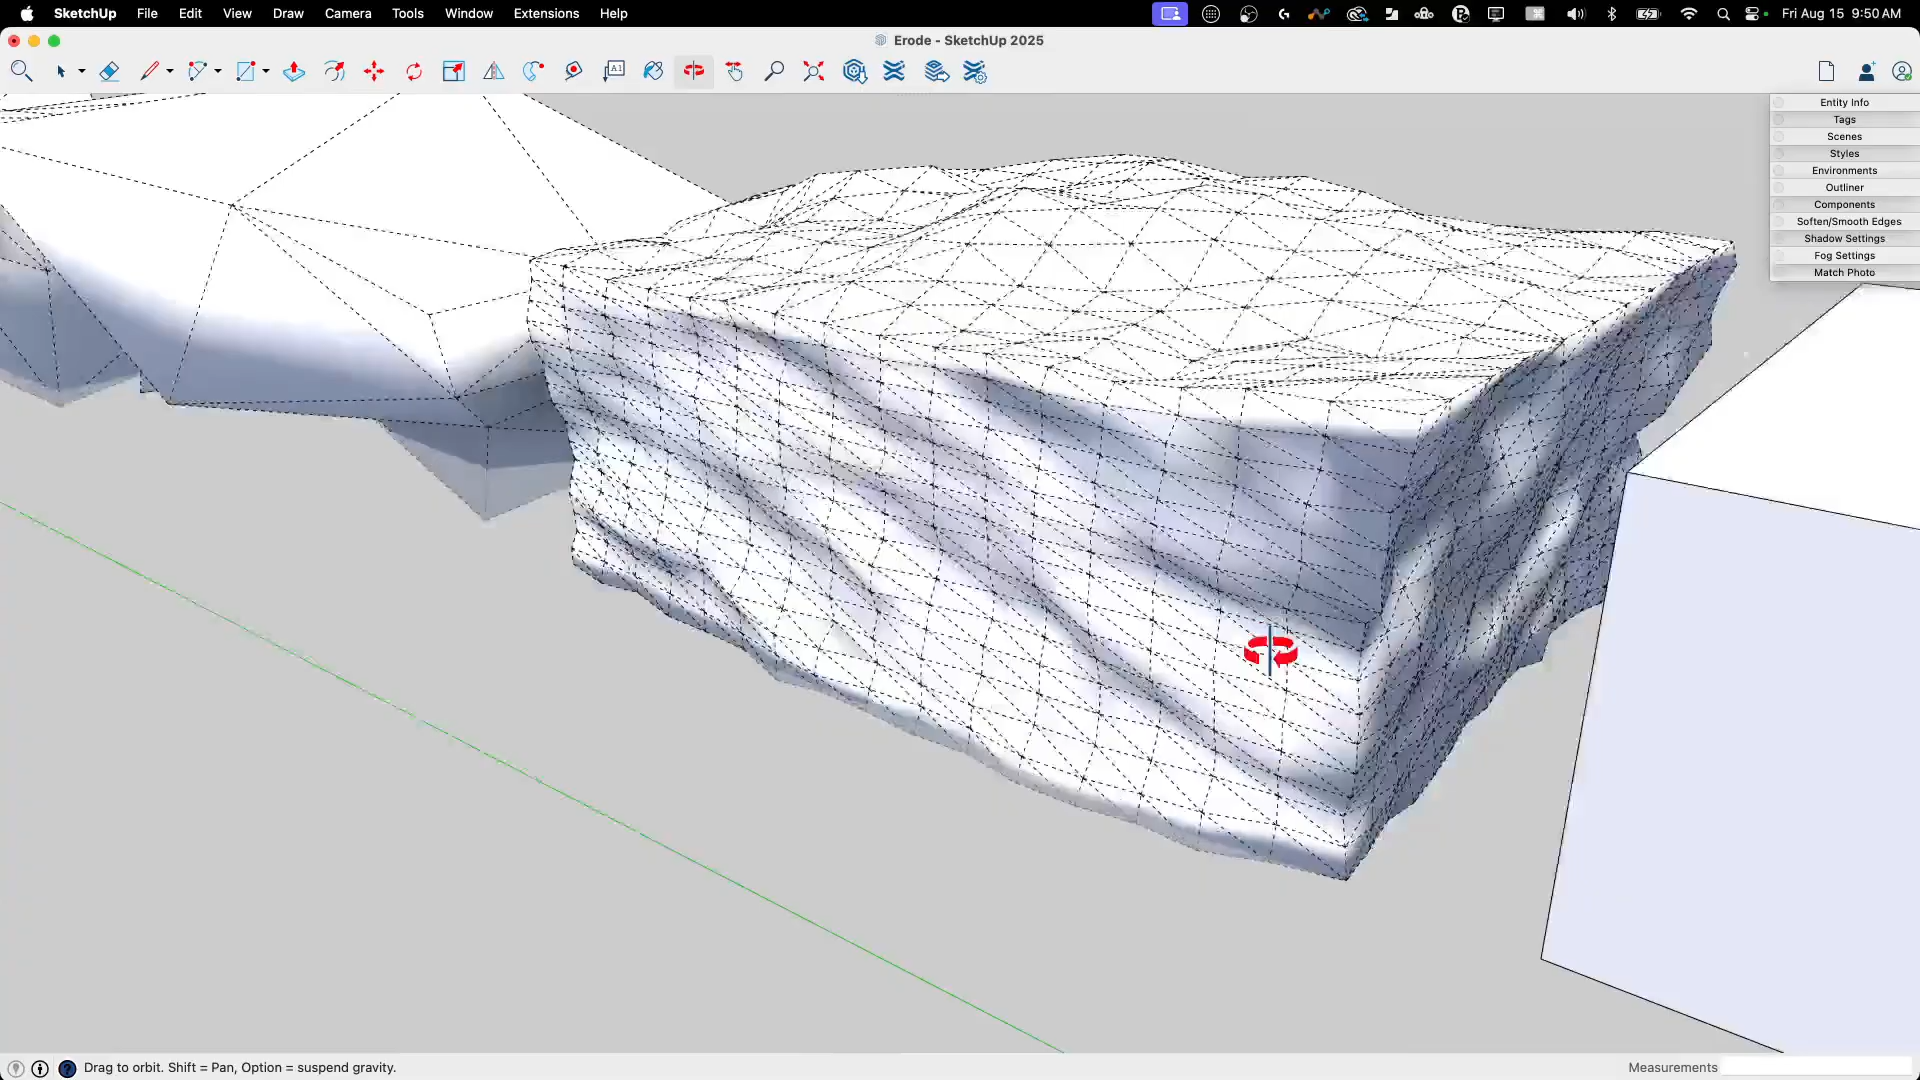 SketchUp File Edit View Draw Camera Tools Window Extensions Help Fri Aug 15 9:50 AM
Erode - SketchUp 2025
A1
Entity Info
Tags
Scenes
Styles
Environments
Outliner
Components
Soften/Smooth Edges
Shadow Settings
Fog Settings
Match Photo
Drag to orbit. Shift = Pan, Option = suspend gravity. Measurements